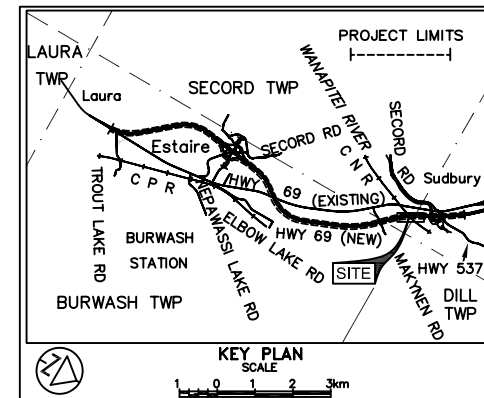 PROJECT LIMITS
LAURA
TWP
Laura
SECOND TWP
WANAPITEI RIVER
SECORD RD
Estaire
SECORD RD
C N R
Sudbury
C P R
HWY 69 (EXISTING)
TROUT LAKE RD
NEPAWASSI LAKE RD
ELBOW LAKE RD
HWY 69 (NEW)
BURWASH
STATION
SITE
MAKYNEN RD
HWY 537
DILL
TWP
BURWASH TWP
KEY PLAN
SCALE
1 0 1 2 3km